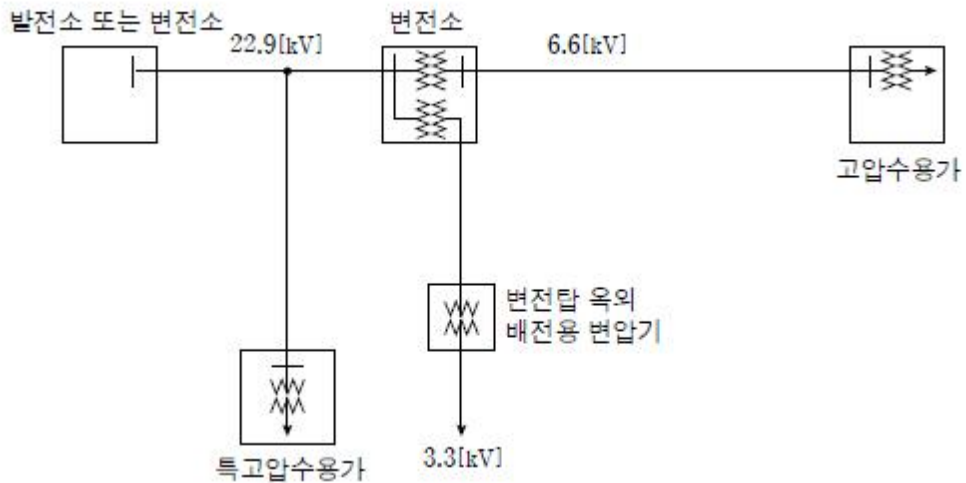 발전소 또는 변전소
22.9[kV]
변전소
6.6[kV]
고압수용가
변전탑 옥외
배전용 변압기
특고압수용가
3.3[kV]